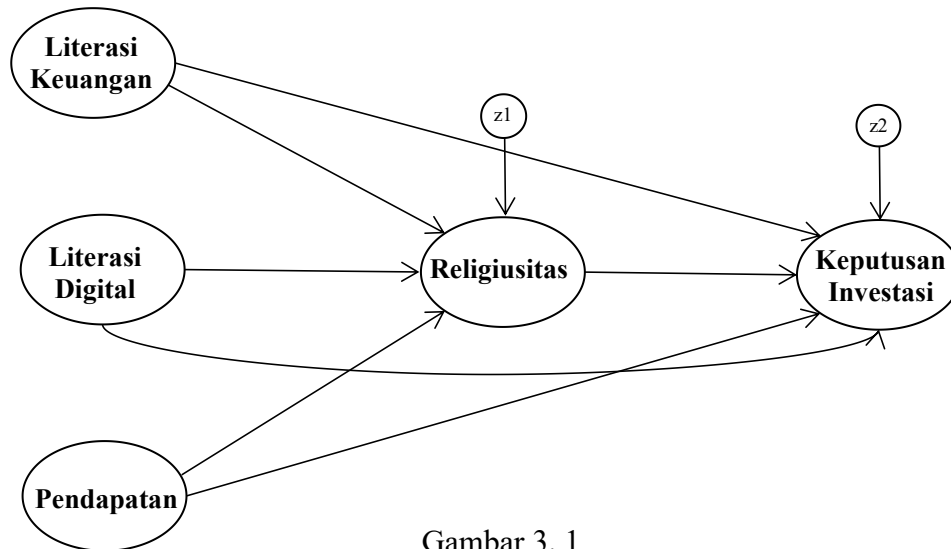 Literasi
Keuangan
z1
z2
Literasi
Digital
Religiusitas
Keputusan
Investasi
Pendapatan
Gambar 3. 1